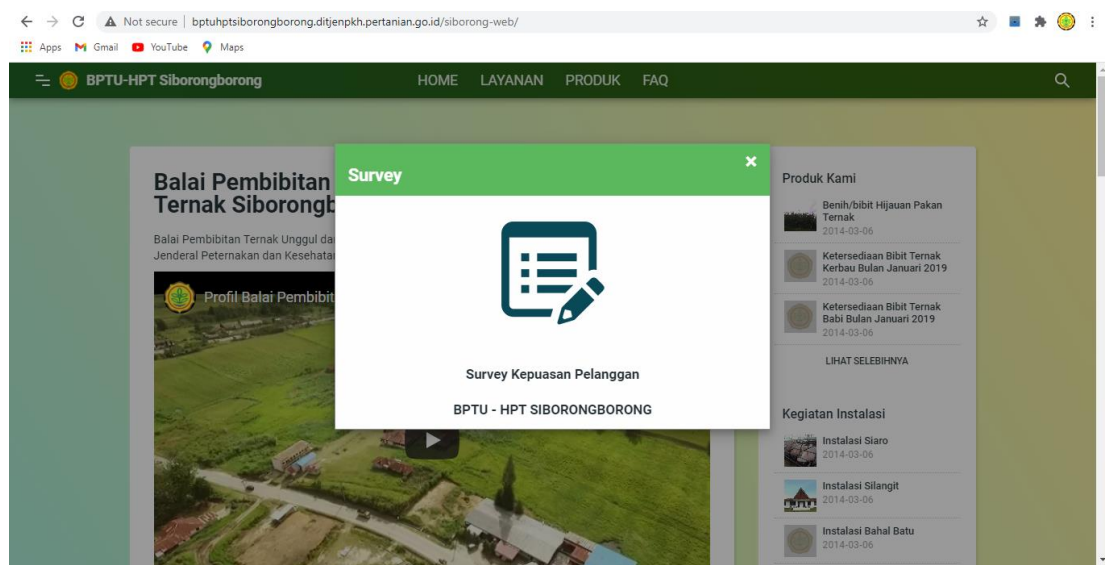 Not secure | bptuhptsiborongborong.ditjenpkh.pertanian.go.id/siborong-web/
Apps Gmail YouTube Maps
BPTU-HPT Siborongborong HOME LAYANAN PRODUK FAQ
Survey ×
Survey Kepuasan Pelanggan
BPTU - HPT SIBORONGBORONG
Balai Pembibitan
Ternak Siborongb
Balai Pembibitan Ternak Unggul da
Jenderal Peternakan dan Kesehata
Profil Balai Pembibit
Produk Kami
Benih/bibit Hijauan Pakan
Ternak
2014-03-06
Ketersediaan Bibit Ternak
Kerbau Bulan Januari 2019
2014-03-06
Ketersediaan Bibit Ternak
Babi Bulan Januari 2019
2014-03-06
LIHAT SELEBIHNYA
Kegiatan Instalasi
Instalasi Siaro
2014-03-06
Instalasi Silangit
2014-03-06
Instalasi Bahal Batu
2014-03-06